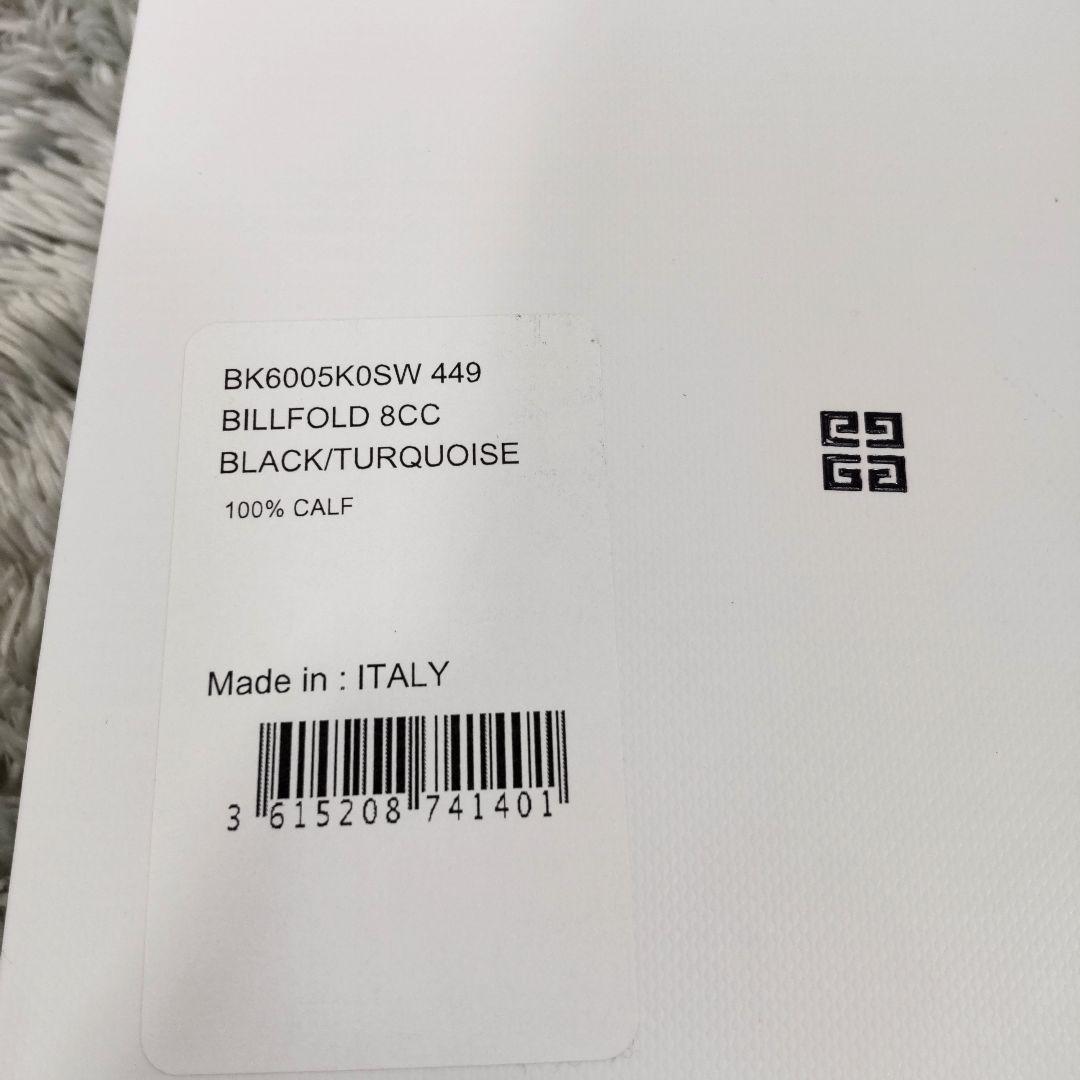 BK6005K0SW 449
BILLFOLD 8CC
BLACK/TURQUOISE
100% CALF
Made in : ITALY
3 615208 741401